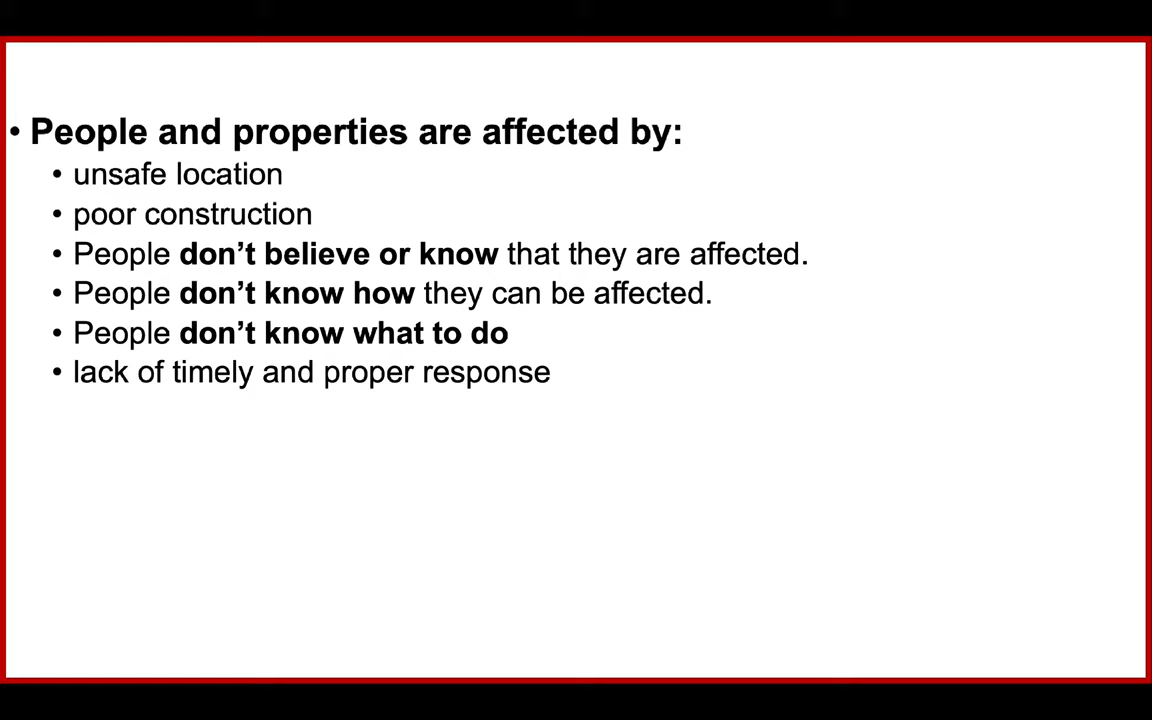 • People and properties are affected by:
• unsafe location
• poor construction
• People don’t believe or know that they are affected.
• People don’t know how they can be affected.
• People don’t know what to do
• lack of timely and proper response